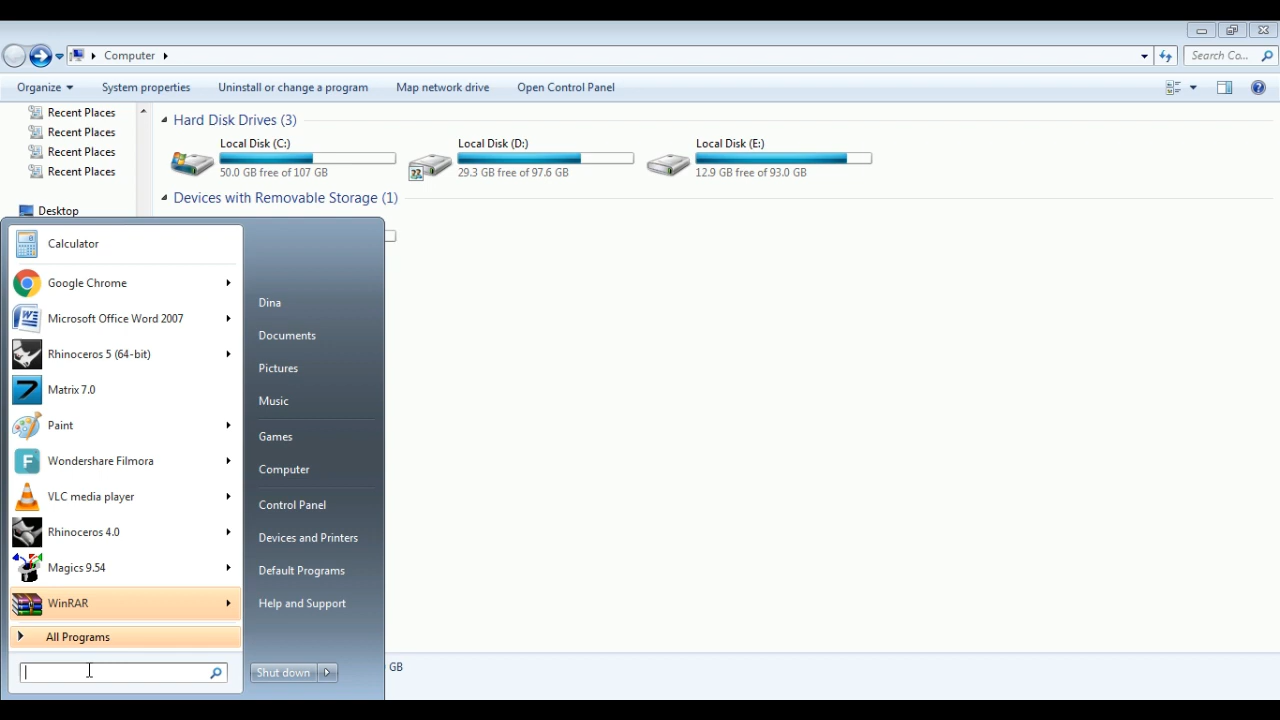 Computer
Search Co...
Organize
System properties
Uninstall or change a program
Map network drive
Open Control Panel
Recent Places
Recent Places
Recent Places
Recent Places
Desktop
Hard Disk Drives (3)
Local Disk (C:)
50.0 GB free of 107 GB
Local Disk (D:)
29.3 GB free of 97.6 GB
Local Disk (E:)
12.9 GB free of 93.0 GB
Devices with Removable Storage (1)
Calculator
Google Chrome
Microsoft Office Word 2007
Rhinoceros 5 (64-bit)
Matrix 7.0
Paint
Wondershare Filmora
VLC media player
Rhinoceros 4.0
Magics 9.54
WinRAR
All Programs
Dina
Documents
Pictures
Music
Games
Computer
Control Panel
Devices and Printers
Default Programs
Help and Support
Shut down
GB